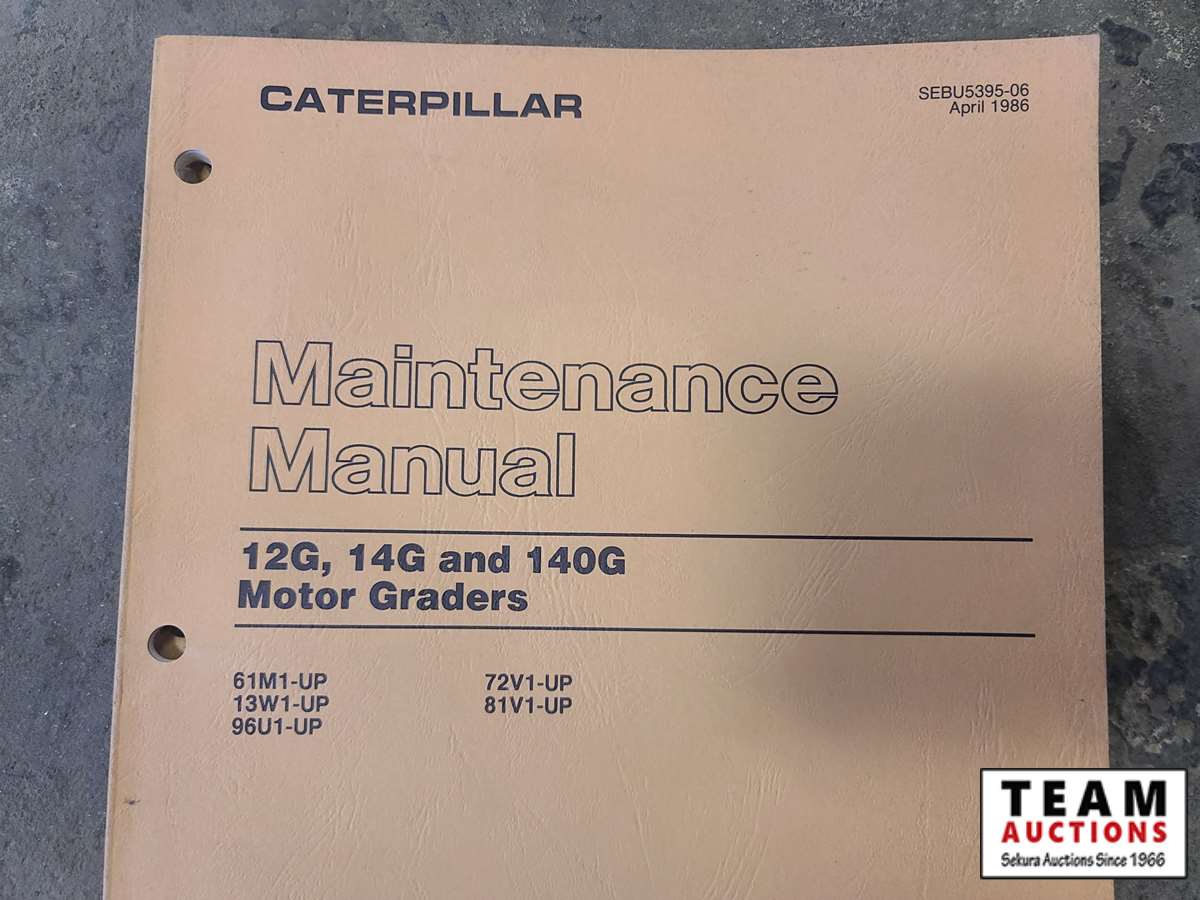 CATERPILLAR
SEBU5395-06
April 1986
Maintenance
Manual
12G, 14G and 140G
Motor Graders
61M1-UP
13W1-UP
96U1-UP
72V1-UP
81V1-UP
TEAM
AUCTIONS
Sekura Auctions Since 1966